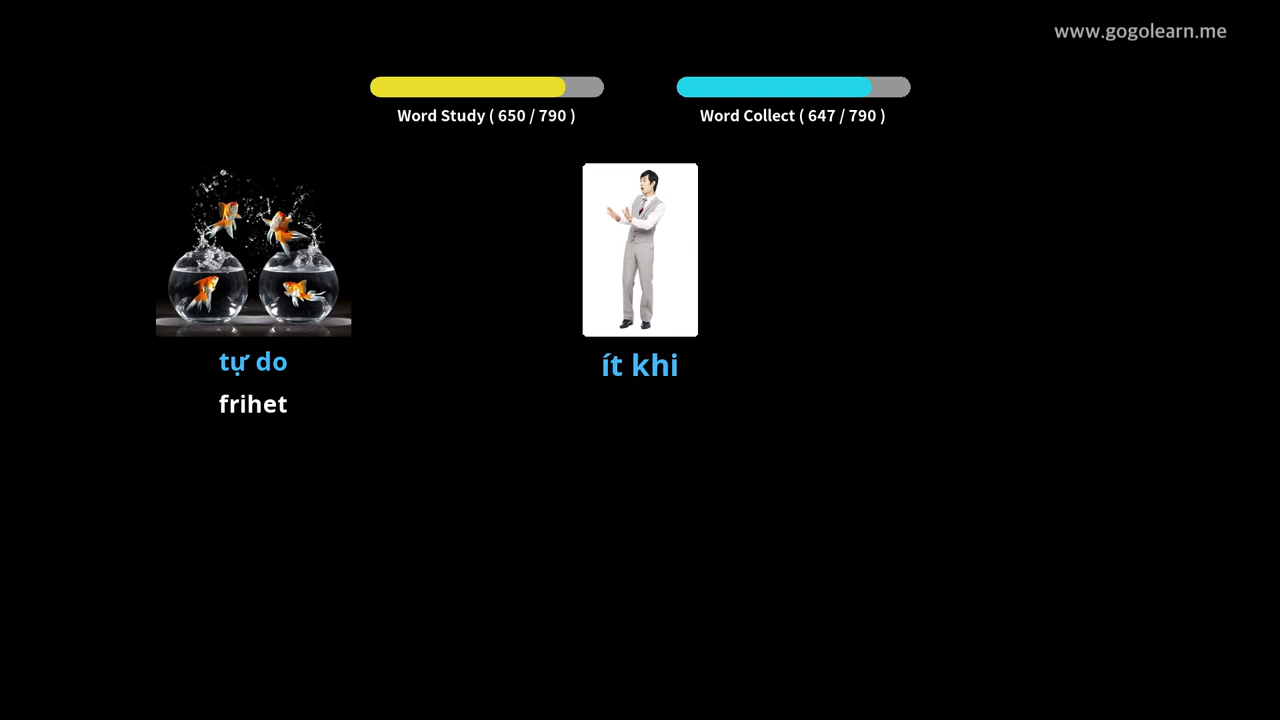 www.gogolearn.me
Word Study ( 650 / 790 )
Word Collect ( 647 / 790 )
tự do
frihet
ít khi